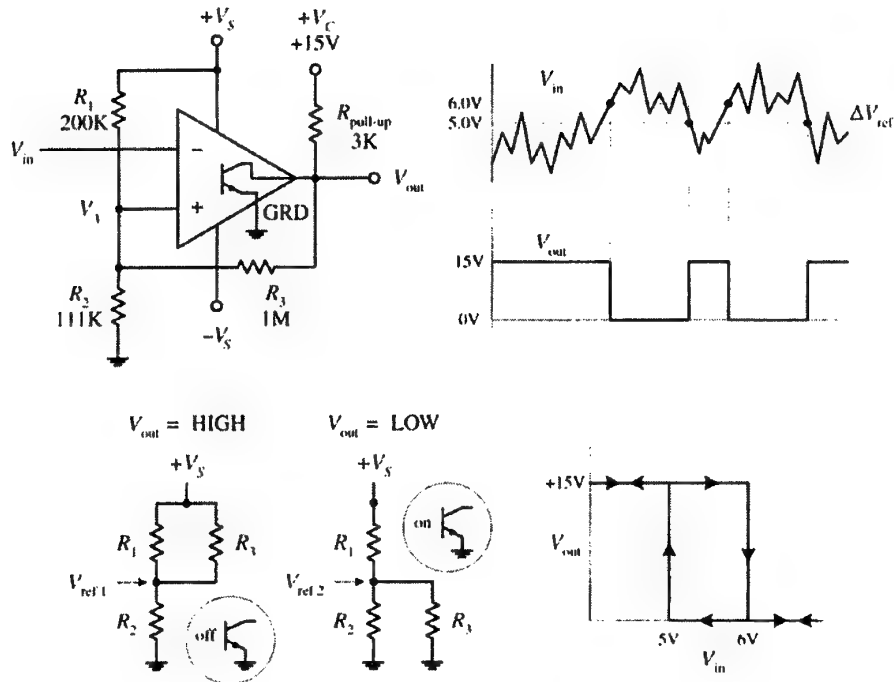 +V_S
+V_C
+15V
R_1
200K
R_pull-up
3K
V_in
−
V_out
V_1
+
GRD
R_2
111K
R_3
1M
−V_S
V_in
6.0V
5.0V
ΔV_ref
V_out
15V
0V
V_out = HIGH
V_out = LOW
+V_S
+V_S
R_1
R_3
R_1
on
V_ref 1
V_ref 2
R_2
off
R_2
R_3
+15V
V_out
5V
6V
V_in